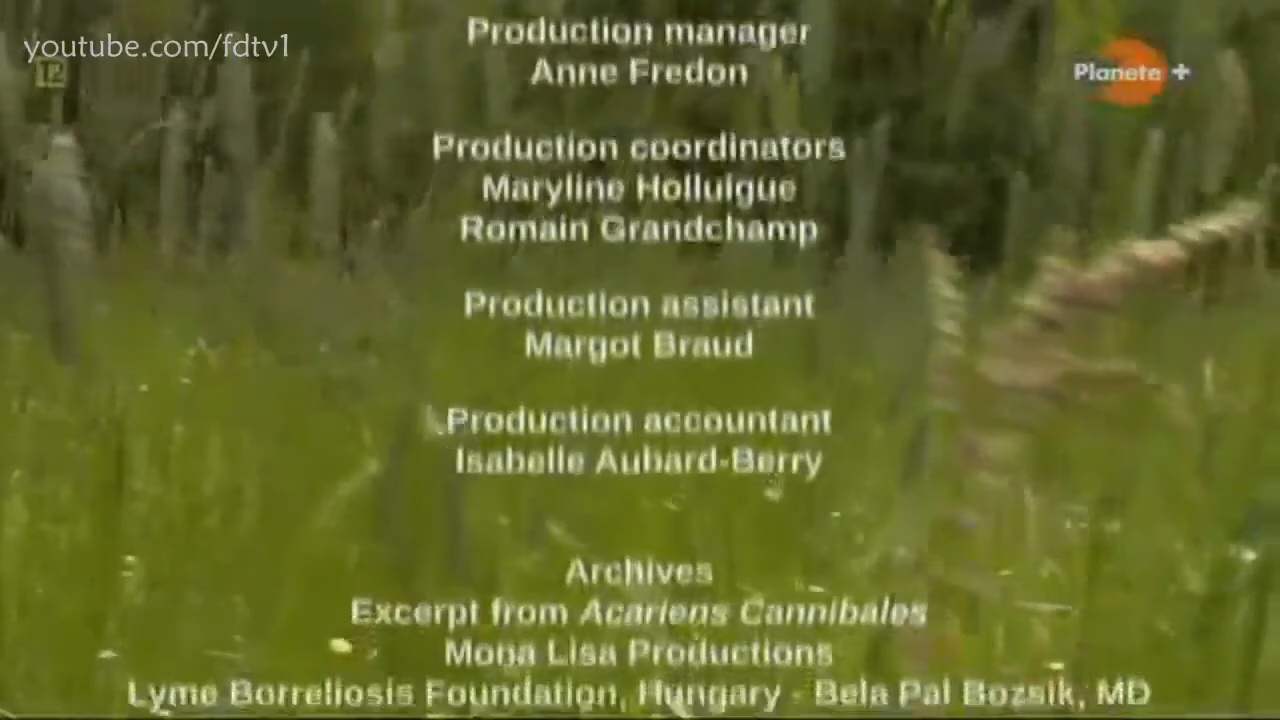 youtube.com/fdtv1
12
Planete +
Production manager
Anne Fredon
Production coordinators
Maryline Holluigue
Romain Grandchamp
Production assistant
Margot Braud
Production accountant
Isabelle Aubard-Berry
Archives
Excerpt from Acariens Cannibales
Mona Lisa Productions
Lyme Borreliosis Foundation, Hungary - Bela Pal Bozsik, MD